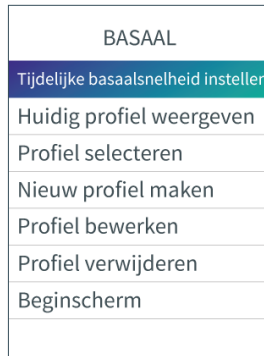 BASAAL
Tijdelijke basaalsnelheid instellen
Huidig profiel weergeven
Profiel selecteren
Nieuw profiel maken
Profiel bewerken
Profiel verwijderen
Beginscherm